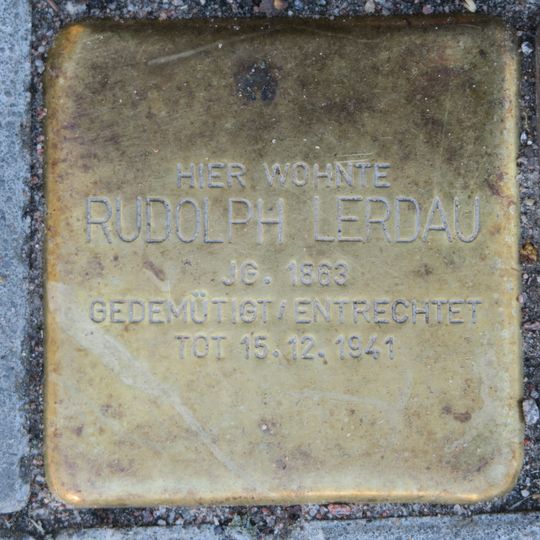 HIER WOHNTE
RUDOLPH LERDAU
JG. 1863
GEDEMÜTIGT/ENTRECHTET
TOT 15.12.1941